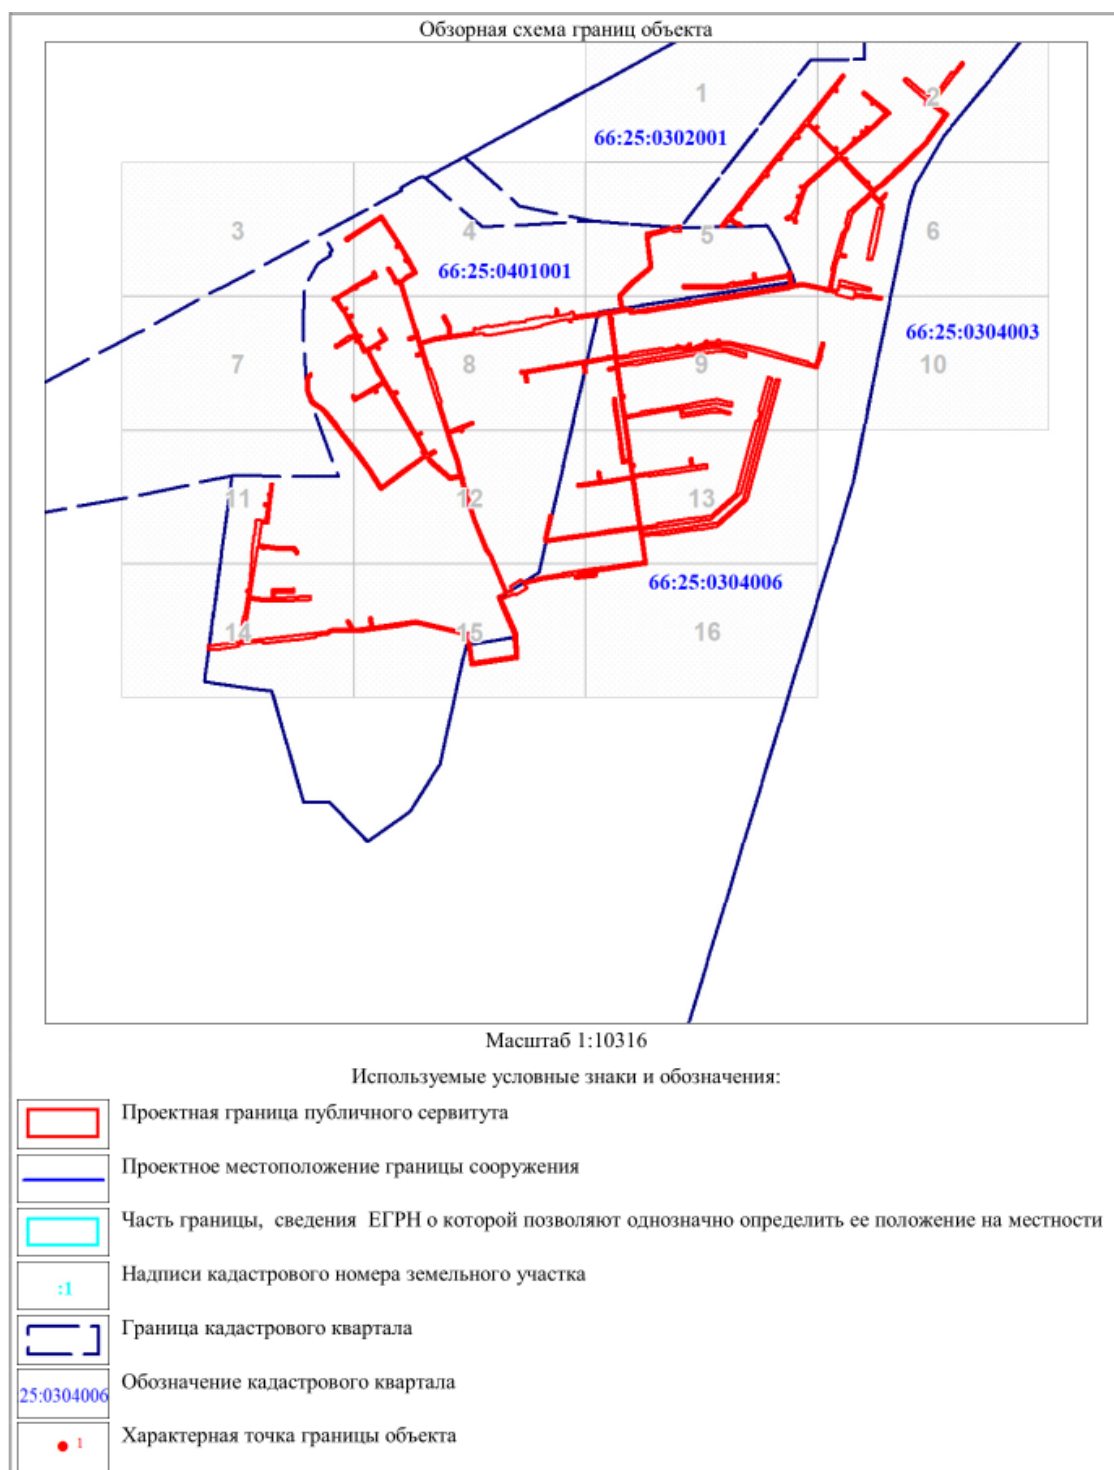 Обзорная схема границ объекта
1
2
66:25:0302001
3
4
5
6
66:25:0401001
66:25:0304003
7
8
9
10
11
12
13
66:25:0304006
14
15
16
Масштаб 1:10316
Используемые условные знаки и обозначения:
Проектная граница публичного сервитута
Проектное местоположение границы сооружения
Часть границы, сведения ЕГРН о которой позволяют однозначно определить ее положение на местности
:1
Надписи кадастрового номера земельного участка
Граница кадастрового квартала
25:0304006
Обозначение кадастрового квартала
1
Характерная точка границы объекта